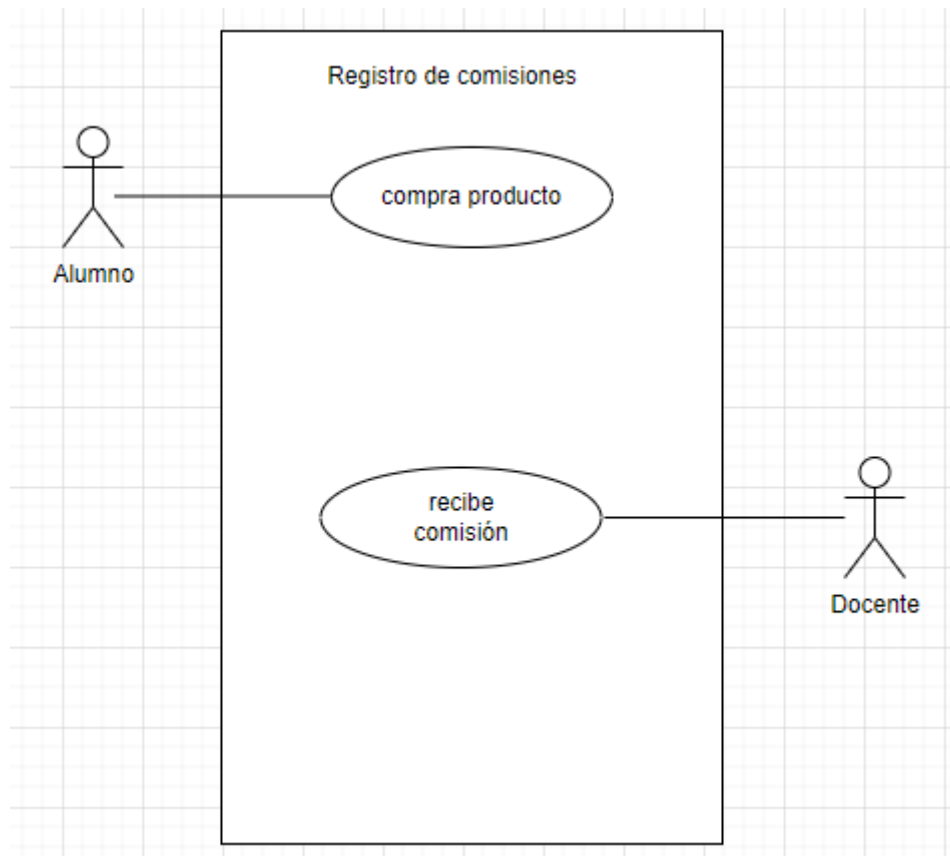 Registro de comisiones
compra producto
Alumno
recibe
comisión
Docente